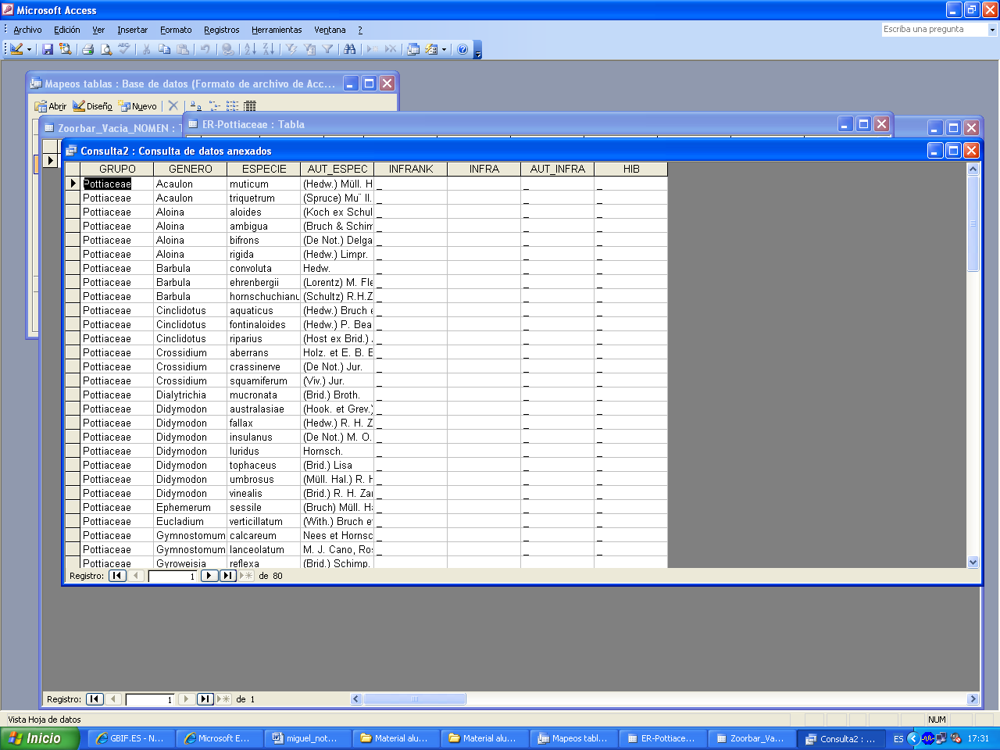 Microsoft Access
Archivo Edición Ver Insertar Formato Registros Herramientas Ventana ?
Escriba una pregunta
Mapeos tablas : Base de datos (Formato de archivo de Acc...
Abrir Diseño Nuevo
Zoorbar_Vacia_NOMEN : T
ER-Pottiaceae : Tabla
Consulta2 : Consulta de datos anexados
GRUPO GENERO ESPECIE AUT_ESPEC INFRANK INFRA AUT_INFRA HIB
Pottiaceae Acaulon muticum (Hedw.) Müll. H _ _ _
Pottiaceae Acaulon triquetrum (Spruce) Mu¨ ll. _ _ _
Pottiaceae Aloina aloides (Koch ex Schul _ _ _
Pottiaceae Aloina ambigua (Bruch & Schim _ _ _
Pottiaceae Aloina bifrons (De Not.) Delga _ _ _
Pottiaceae Aloina rigida (Hedw.) Limpr. _ _ _
Pottiaceae Barbula convoluta Hedw. _ _ _
Pottiaceae Barbula ehrenbergii (Lorentz) M. Fle _ _ _
Pottiaceae Barbula hornschuchianu (Schultz) R.H.Z _ _ _
Pottiaceae Cinclidotus aquaticus (Hedw.) Bruch e _ _ _
Pottiaceae Cinclidotus fontinaloides (Hedw.) P. Bea _ _ _
Pottiaceae Cinclidotus riparius (Host ex Brid.) _ _ _
Pottiaceae Crossidium aberrans Holz. et E. B. B _ _ _
Pottiaceae Crossidium crassinerve (De Not.) Jur. _ _ _
Pottiaceae Crossidium squamiferum (Viv.) Jur. _ _ _
Pottiaceae Dialytrichia mucronata (Brid.) Broth. _ _ _
Pottiaceae Didymodon australasiae (Hook. et Grev.) _ _ _
Pottiaceae Didymodon fallax (Hedw.) R. H. Z _ _ _
Pottiaceae Didymodon insulanus (De Not.) M. O. _ _ _
Pottiaceae Didymodon luridus Hornsch. _ _ _
Pottiaceae Didymodon tophaceus (Brid.) Lisa _ _ _
Pottiaceae Didymodon umbrosus (Müll. Hal.) R. H _ _ _
Pottiaceae Didymodon vinealis (Brid.) R. H. Zar _ _ _
Pottiaceae Ephemerum sessile (Bruch) Müll. Ha _ _ _
Pottiaceae Eucladium verticillatum (With.) Bruch et _ _ _
Pottiaceae Gymnostomum calcareum Nees et Hornsc _ _ _
Pottiaceae Gymnostomum lanceolatum M. J. Cano, Ros _ _ _
Pottiaceae Gyroweisia reflexa (Brid.) Schimp. _ _ _
Registro: 1 de 80
Registro: 1 de 1
Vista Hoja de datos NUM
Inicio GBIF.ES - N... Microsoft E... miguel_not... Material alu... Material alu... Mapeos tabl... ER-Pottiace... Zoorbar_Va... Consulta2 : ... ES 17:31